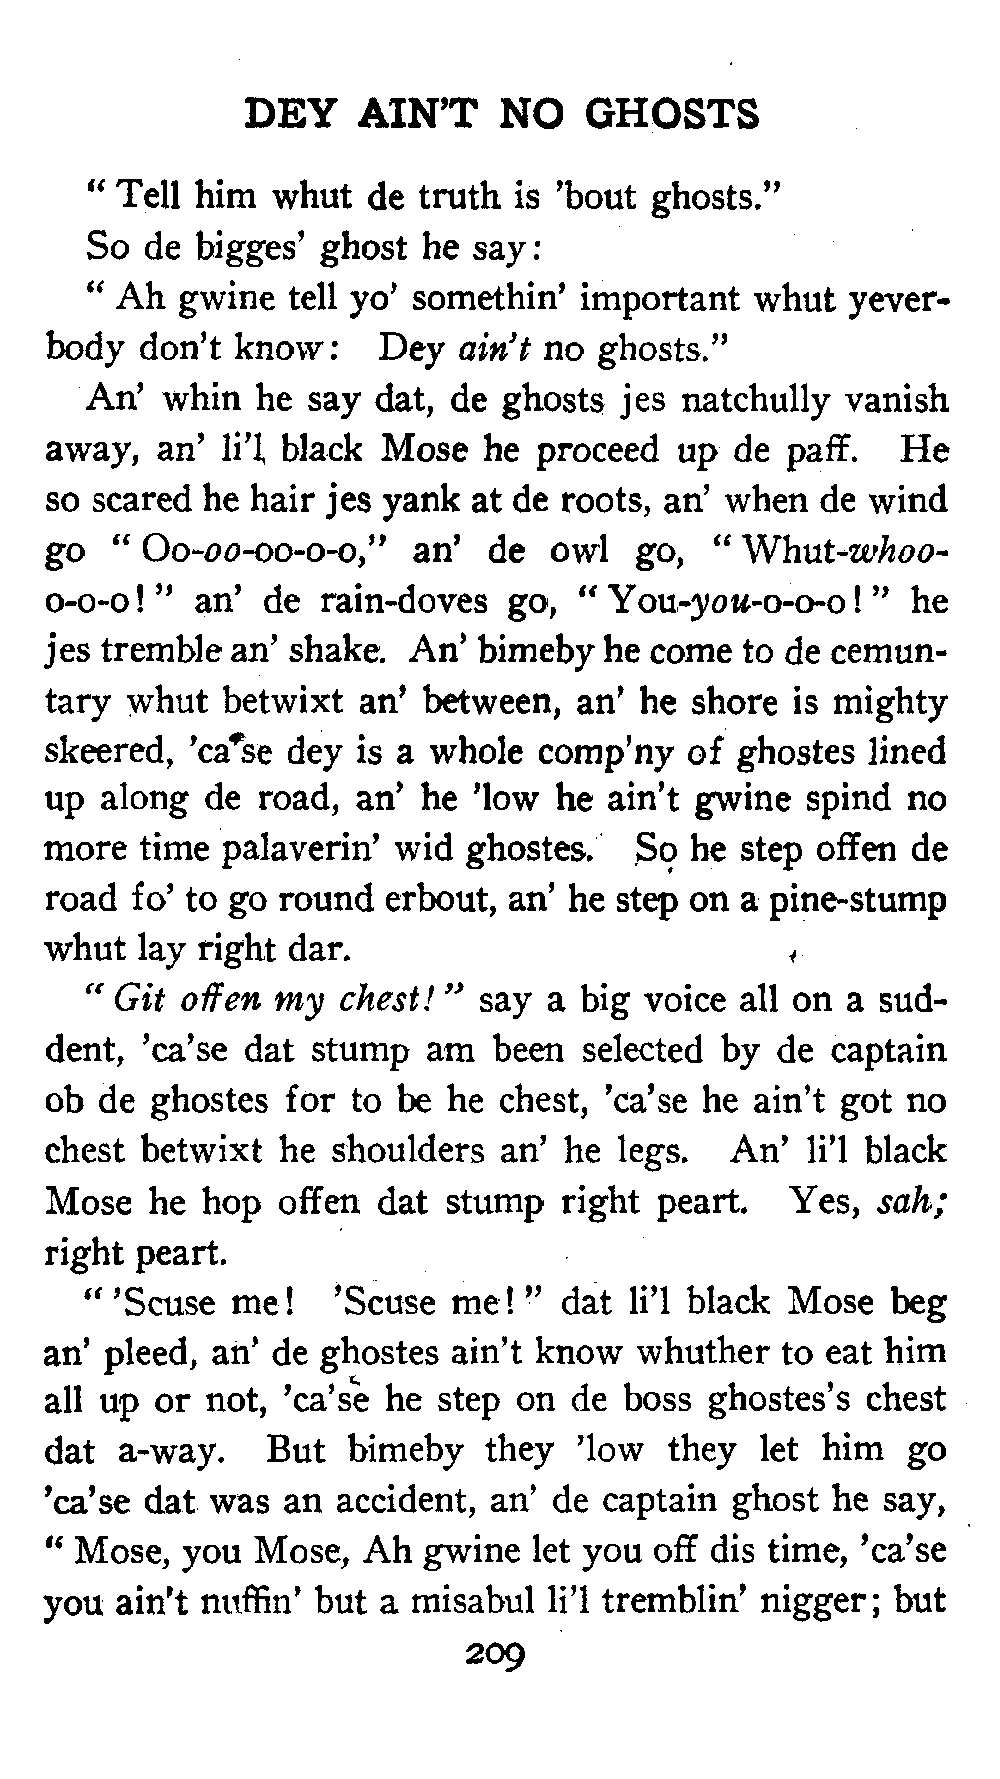 DEY AIN'T NO GHOSTS
“ Tell him whut de truth is ’bout ghosts.”
So de bigges’ ghost he say:
“ Ah gwine tell yo’ somethin’ important whut yever-
body don’t know: Dey ain’t no ghosts.”
An’ whin he say dat, de ghosts jes natchully vanish
away, an’ li’l black Mose he proceed up de paff. He
so scared he hair jes yank at de roots, an’ when de wind
go “ Oo-oo-oo-o-o,” an’ de owl go, “ Whut-whoo-
o-o-o! ” an’ de rain-doves go, “ You-you-o-o-o! ” he
jes tremble an’ shake. An’ bimeby he come to de cemun-
tary whut betwixt an’ between, an’ he shore is mighty
skeered, ’ca’se dey is a whole comp’ny of ghostes lined
up along de road, an’ he ’low he ain’t gwine spind no
more time palaverin’ wid ghostes. So he step offen de
road fo’ to go round erbout, an’ he step on a pine-stump
whut lay right dar.
“ Git offen my chest! ” say a big voice all on a sud-
dent, ’ca’se dat stump am been selected by de captain
ob de ghostes for to be he chest, ’ca’se he ain’t got no
chest betwixt he shoulders an’ he legs. An’ li’l black
Mose he hop offen dat stump right peart. Yes, sah;
right peart.
“ ’Scuse me! ’Scuse me! ” dat li’l black Mose beg
an’ pleed, an’ de ghostes ain’t know whuther to eat him
all up or not, ’ca’se he step on de boss ghostes’s chest
dat a-way. But bimeby they ’low they let him go
’ca’se dat was an accident, an’ de captain ghost he say,
“ Mose, you Mose, Ah gwine let you off dis time, ’ca’se
you ain’t nuffin’ but a misabul li’l tremblin’ nigger; but
209